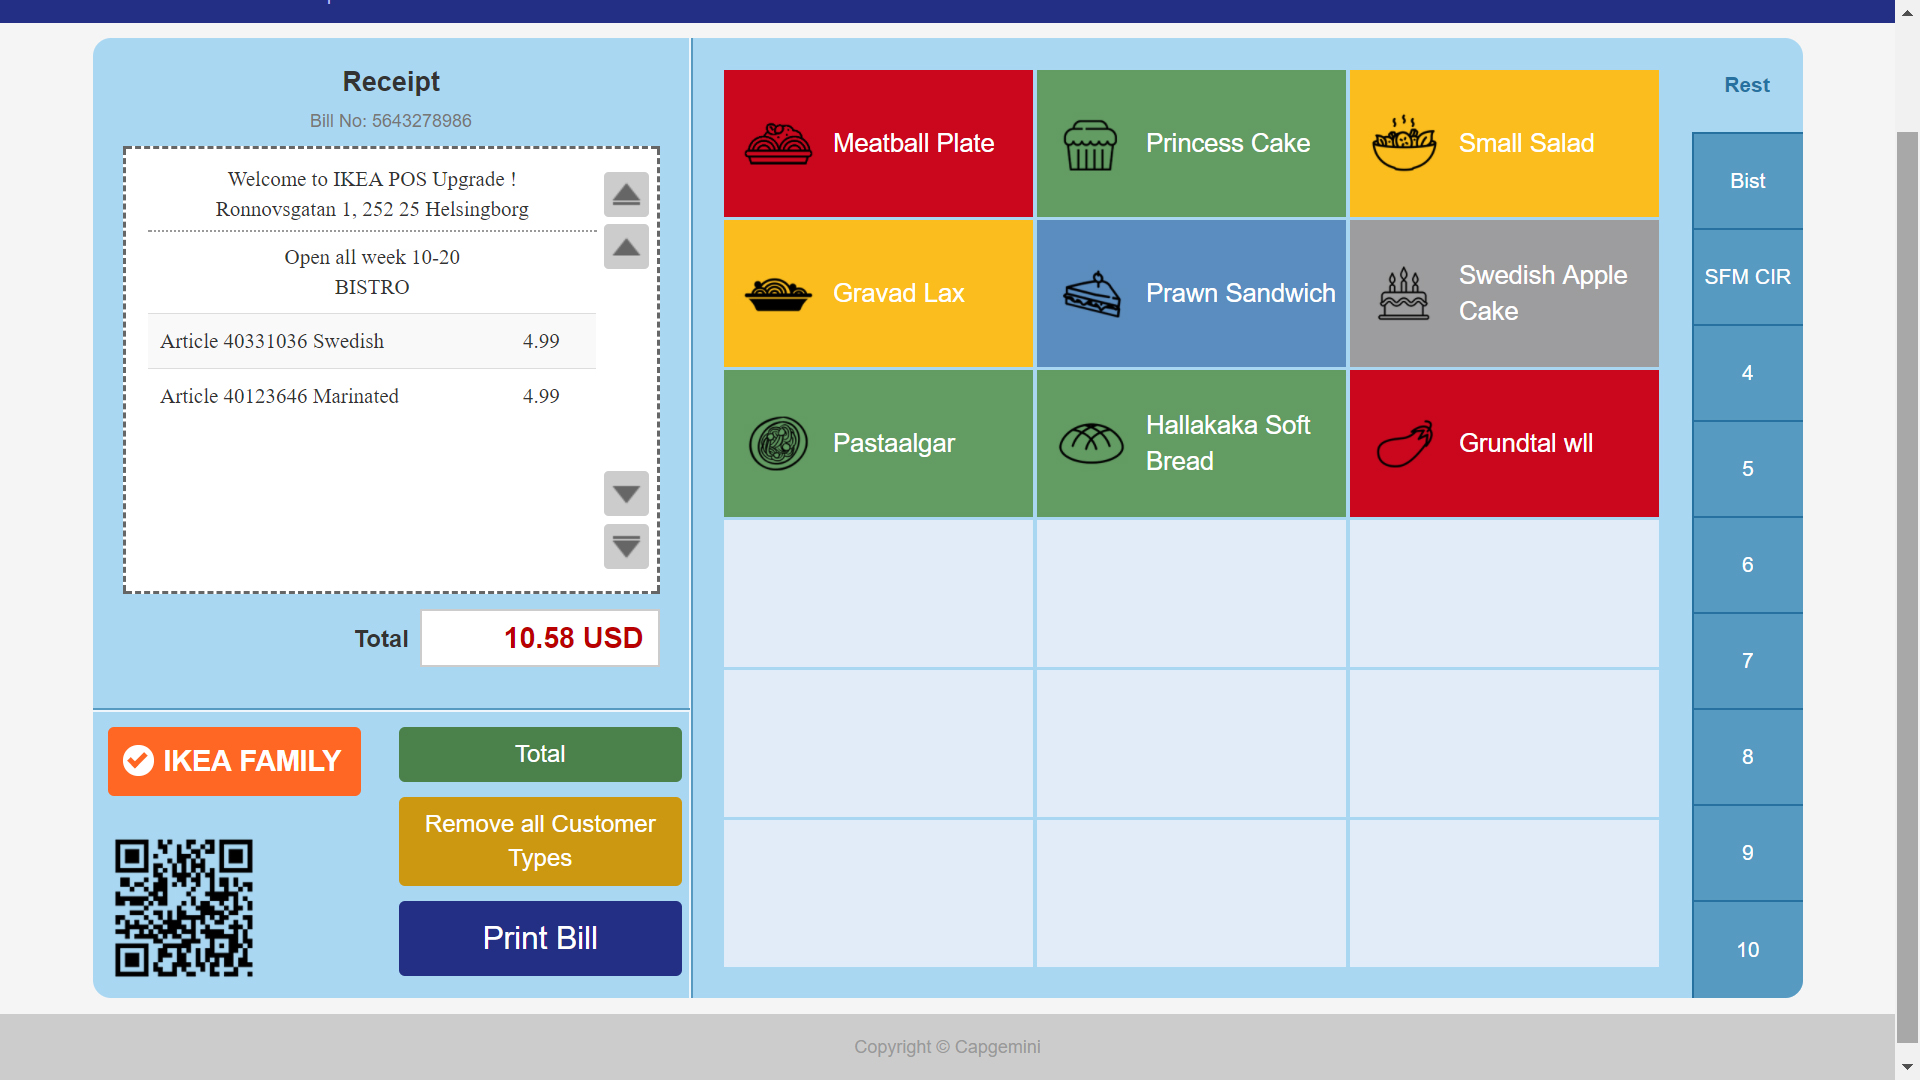 Receipt
Bill No: 5643278986
Welcome to IKEA POS Upgrade !
Ronnovsgatan 1, 252 25 Helsingborg
Open all week 10-20
BISTRO
Article 40331036 Swedish 4.99
Article 40123646 Marinated 4.99
Total 10.58 USD
IKEA FAMILY
Total
Remove all Customer
Types
Print Bill
Meatball Plate
Princess Cake
Small Salad
Gravad Lax
Prawn Sandwich
Swedish Apple
Cake
Pastaalgar
Hallakaka Soft
Bread
Grundtal wll
Rest
Bist
SFM CIR
4
5
6
7
8
9
10
Copyright © Capgemini